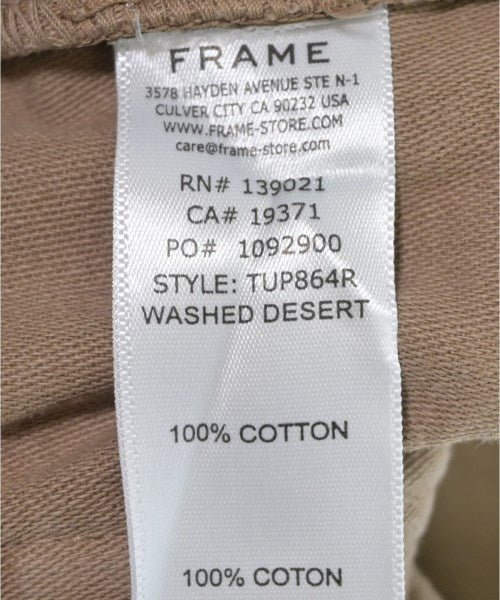 FRAME
3578 HAYDEN AVENUE STE N-1
CULVER CITY CA 90232 USA
WWW.FRAME-STORE.COM
care@frame-store.com
RN# 139021
CA# 19371
PO# 1092900
STYLE: TUP864R
WASHED DESERT
100% COTTON
100% COTON